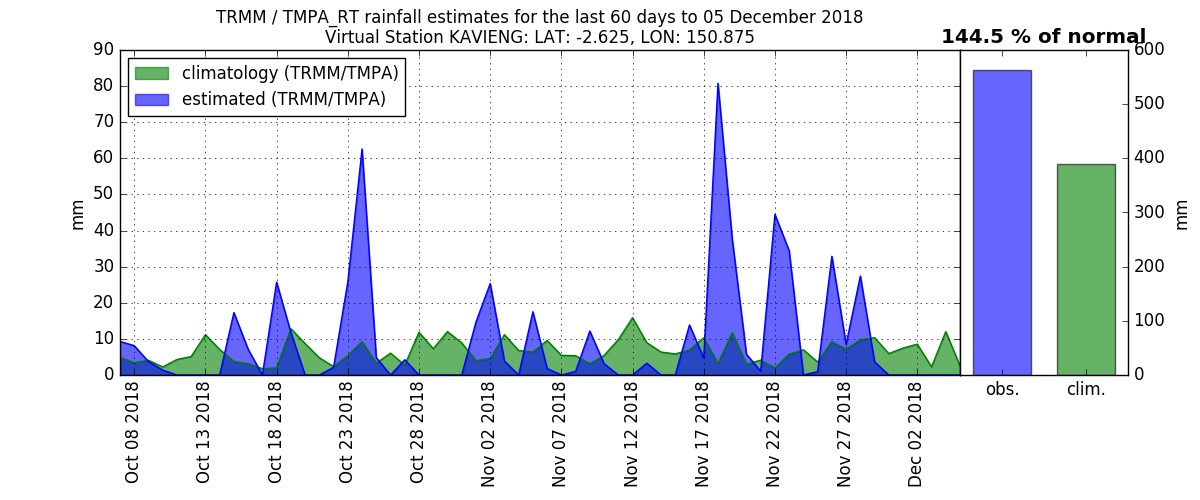 TRMM / TMPA_RT rainfall estimates for the last 60 days to 05 December 2018
Virtual Station KAVIENG: LAT: -2.625, LON: 150.875
144.5 % of normal
climatology (TRMM/TMPA)
estimated (TRMM/TMPA)
mm
90
80
70
60
50
40
30
20
10
0
Oct 08 2018
Oct 13 2018
Oct 18 2018
Oct 23 2018
Oct 28 2018
Nov 02 2018
Nov 07 2018
Nov 12 2018
Nov 17 2018
Nov 22 2018
Nov 27 2018
Dec 02 2018
600
500
400
300
200
100
0
mm
obs.
clim.